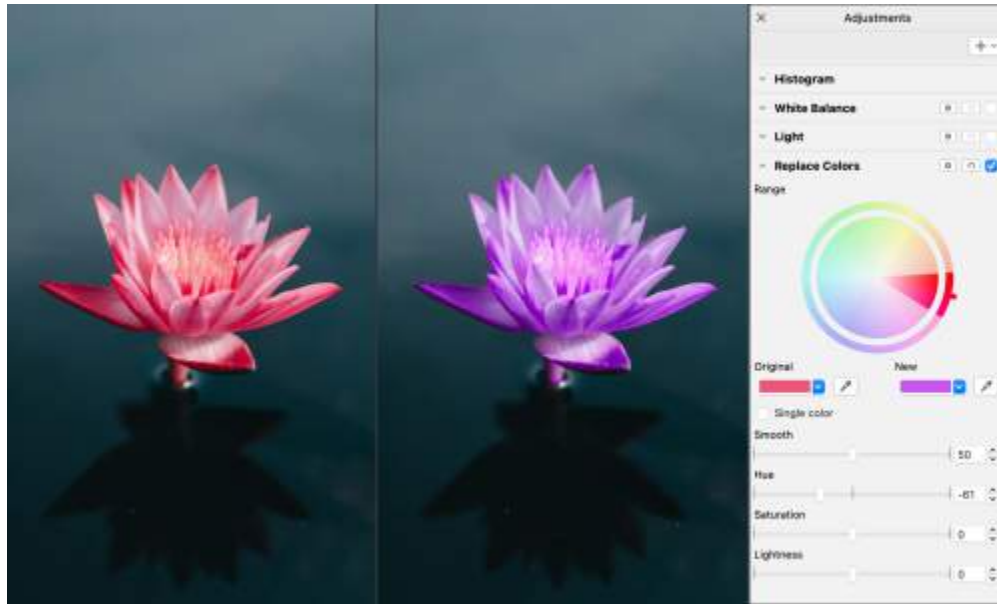 Adjustments
Histogram
White Balance
Light
Replace Colors
Range
Original New
Single color
Smooth
50
Hue
-61
Saturation
0
Lightness
0